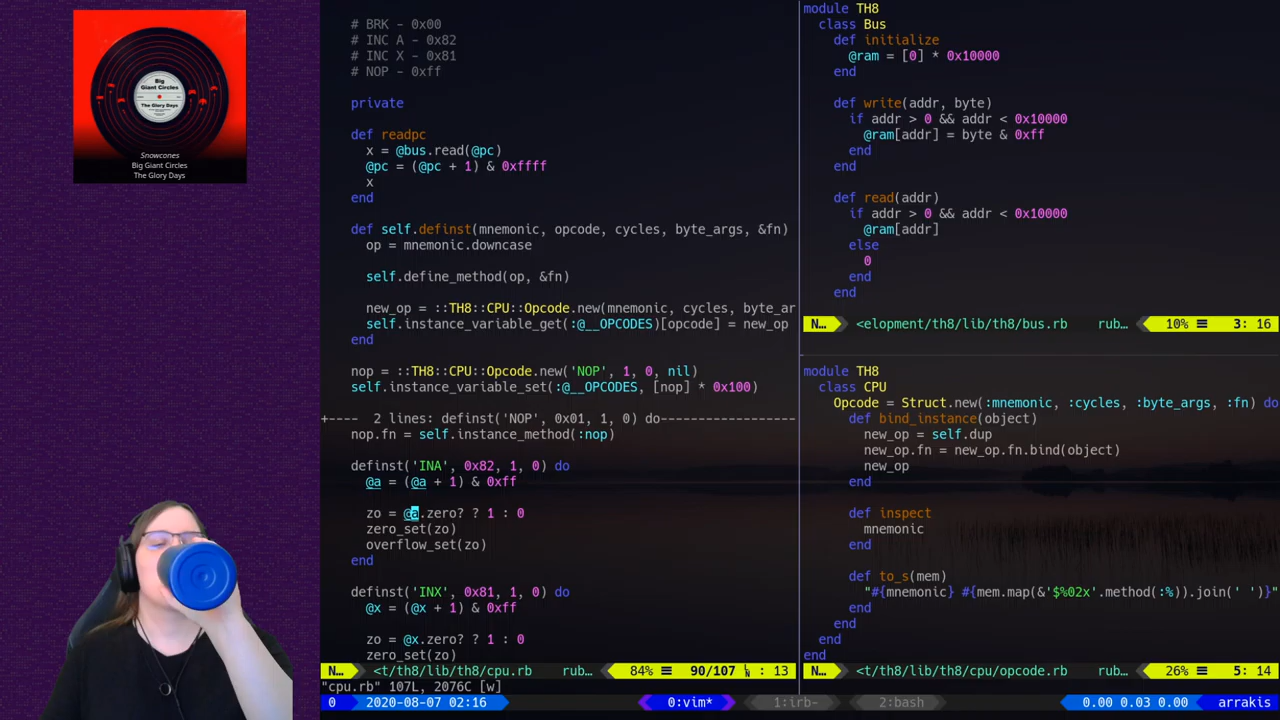 Big
Giant Circles
The Glory Days
Snowcones
Big Giant Circles
The Glory Days
# BRK - 0x00
# INC A - 0x82
# INC X - 0x81
# NOP - 0xff
private
def readpc
x = @bus.read(@pc)
@pc = (@pc + 1) & 0xffff
x
end
def self.definst(mnemonic, opcode, cycles, byte_args, &fn)
op = mnemonic.downcase
self.define_method(op, &fn)
new_op = ::TH8::CPU::Opcode.new(mnemonic, cycles, byte_ar
self.instance_variable_get(:@__OPCODES)[opcode] = new_op
end
nop = ::TH8::CPU::Opcode.new('NOP', 1, 0, nil)
self.instance_variable_set(:@__OPCODES, [nop] * 0x100)
+---- 2 lines: definst('NOP', 0x01, 1, 0) do------------------
nop.fn = self.instance_method(:nop)
definst('INA', 0x82, 1, 0) do
@a = (@a + 1) & 0xff
zo = @a.zero? ? 1 : 0
zero_set(zo)
overflow_set(zo)
end
definst('INX', 0x81, 1, 0) do
@x = (@x + 1) & 0xff
zo = @x.zero? ? 1 : 0
zero_set(zo)
N… <t/th8/lib/th8/cpu.rb rub… 84% ≡ 90/107 : 13
"cpu.rb" 107L, 2076C [w]
module TH8
class Bus
def initialize
@ram = [0] * 0x10000
end
def write(addr, byte)
if addr > 0 && addr < 0x10000
@ram[addr] = byte & 0xff
end
end
def read(addr)
if addr > 0 && addr < 0x10000
@ram[addr]
else
0
end
end
N… <elopment/th8/lib/th8/bus.rb rub… 10% ≡ 3: 16
module TH8
class CPU
Opcode = Struct.new(:mnemonic, :cycles, :byte_args, :fn) do
def bind_instance(object)
new_op = self.dup
new_op.fn = new_op.fn.bind(object)
new_op
end
def inspect
mnemonic
end
def to_s(mem)
"#{mnemonic} #{mem.map(&'$%02x'.method(:%)).join(' ')}"
end
end
end
N… <t/th8/lib/th8/cpu/opcode.rb rub… 26% ≡ 5: 14
0 2020-08-07 02:37 0:vim* 1:irb- 2:bash 0.10 0.03 0.00 arrakis